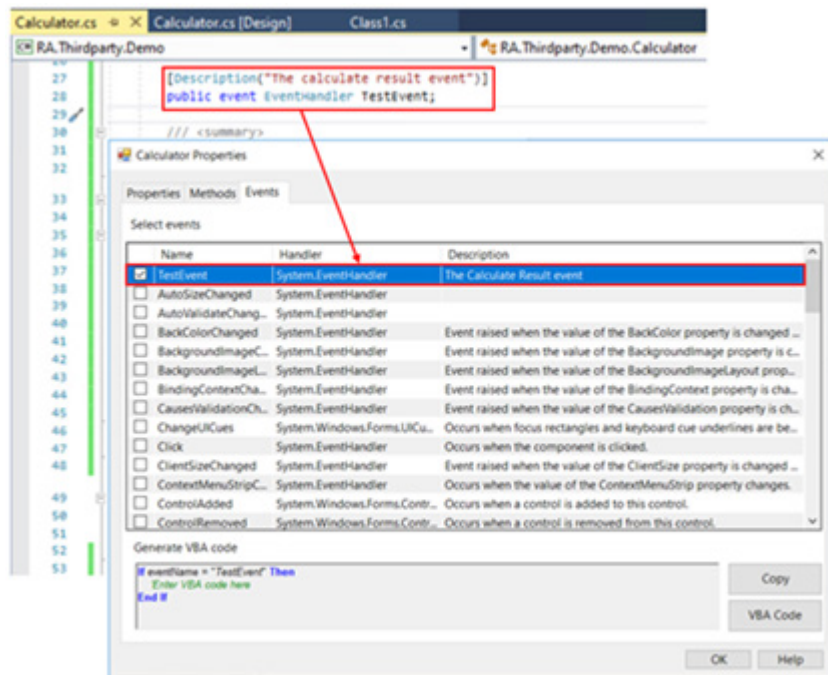 Calculator.cs
Calculator.cs [Design]
Class1.cs
RA.Thirdparty.Demo
RA.Thirdparty.Demo.Calculator
27 [Description("The calculate result event")]
28 public event EventHandler TestEvent;
29
30 /// <summary>
31
32
33
34
35
36
37
38
39
40
41
42
43
44
45
46
47
48
49
50
51
52
53
Calculator Properties
Properties Methods Events
Select events
Name Handler Description
TestEvent System.EventHandler The Calculate Result event
AutoSizeChanged System.EventHandler
AutoValidateChang... System.EventHandler
BackColorChanged System.EventHandler Event raised when the value of the BackColor property is changed ...
BackgroundImageC... System.EventHandler Event raised when the value of the BackgroundImage property is c...
BackgroundImageL... System.EventHandler Event raised when the value of the BackgroundImageLayout prop...
BindingContextCha... System.EventHandler Event raised when the value of the BindingContext property is cha...
CausesValidationCh... System.EventHandler Event raised when the value of the CausesValidation property is ch...
ChangeUICues System.Windows.Forms.UICu... Occurs when focus rectangles and keyboard cue underlines are be...
Click System.EventHandler Occurs when the component is clicked.
ClientSizeChanged System.EventHandler Event raised when the value of the ClientSize property is changed ...
ContextMenuStripC... System.EventHandler Occurs when the value of the ContextMenuStrip property changes.
ControlAdded System.Windows.Forms.Contr... Occurs when a control is added to this control.
ControlRemoved System.Windows.Forms.Contr... Occurs when a control is removed from this control.
Generate VBA code
If eventName = "TestEvent" Then
'Enter VBA code here
End If
Copy
VBA Code
OK
Help